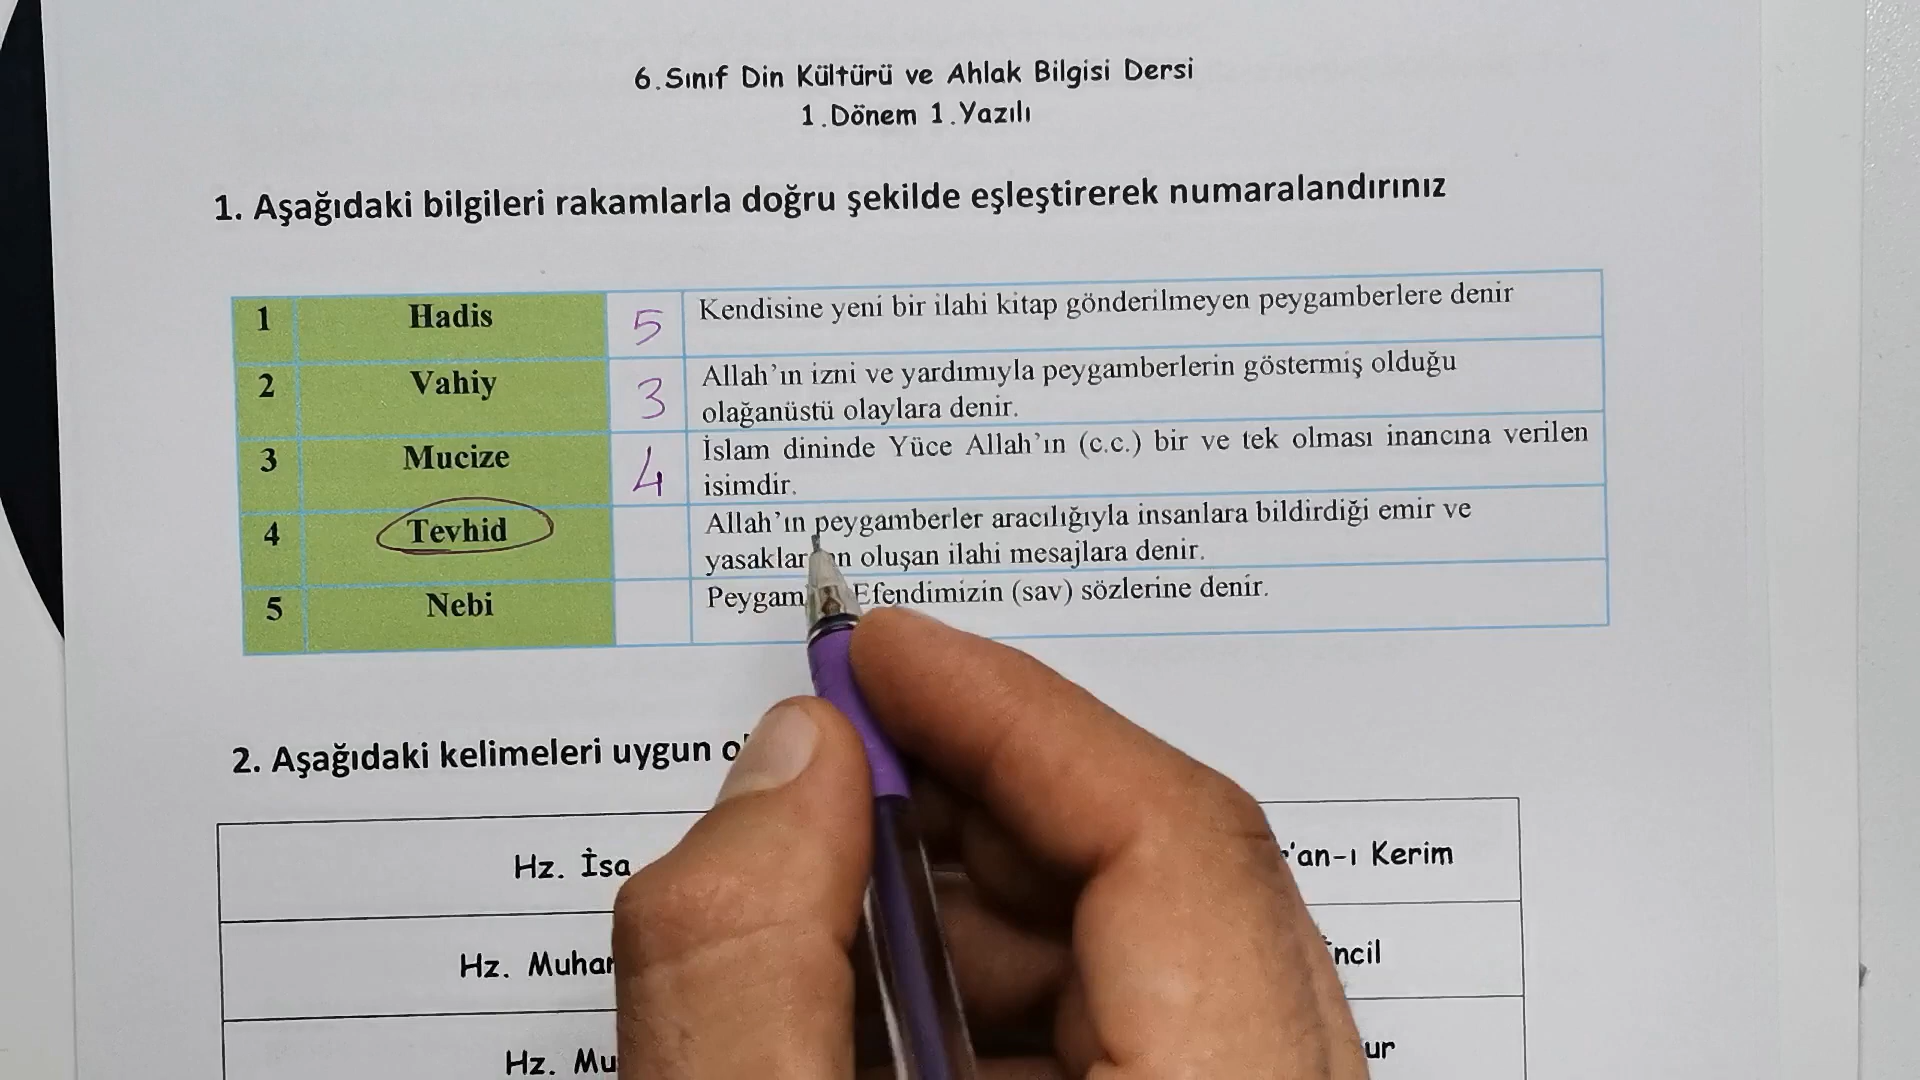 6.Sınıf Din Kültürü ve Ahlak Bilgisi Dersi
1.Dönem 1.Yazılı
1. Aşağıdaki bilgileri rakamlarla doğru şekilde eşleştirerek numaralandırınız
1 Hadis 5 Kendisine yeni bir ilahi kitap gönderilmeyen peygamberlere denir
2 Vahiy 3 Allah'ın izni ve yardımıyla peygamberlerin göstermiş olduğu
olağanüstü olaylara denir.
3 Mucize 4 İslam dininde Yüce Allah'ın (c.c.) bir ve tek olması inancına verilen
isimdir.
4 Tevhid Allah'ın peygamberler aracılığıyla insanlara bildirdiği emir ve
oluşan ilahi mesajlara denir.
5 Nebi Efendimizin (sav) sözlerine denir.
2. Aşağıdaki kelimeleri uygun
Hz. İsa Kerim
Hz.
Hz.